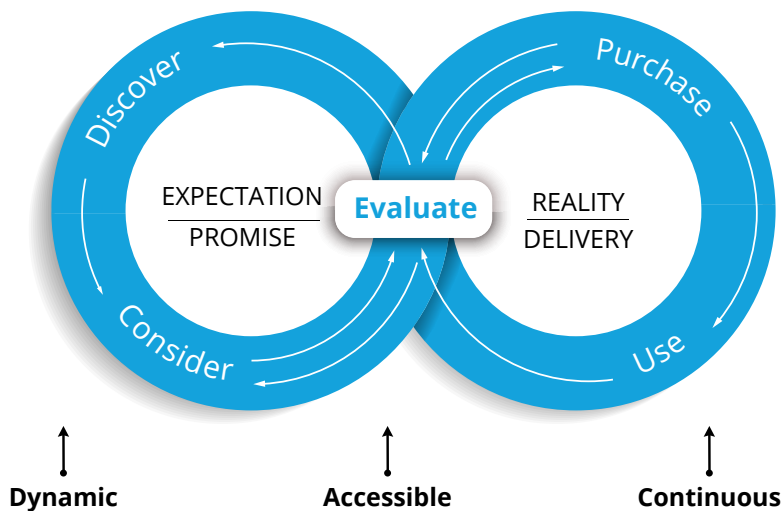 Discover
Purchase
EXPECTATION
PROMISE
Evaluate
REALITY
DELIVERY
Consider
Use
Dynamic
Accessible
Continuous